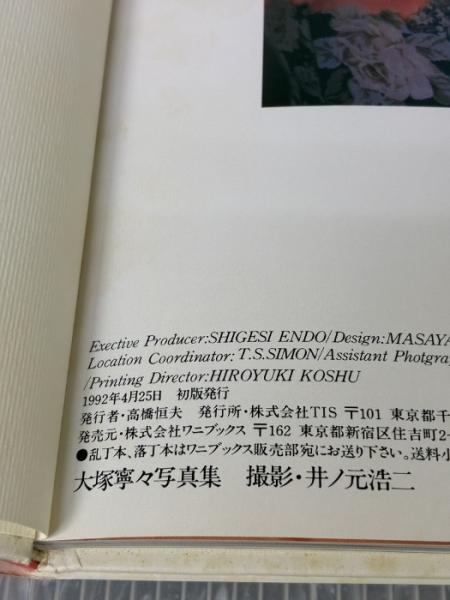 Exective Producer:SHIGESI ENDO/Design:MASAYA
Location Coordinator: T.S.SIMON/Assistant Photgra
/Printing Director:HIROYUKI KOSHU
1992年4月25日 初版発行
発行者・高橋恒夫 発行所・株式会社TIS 〒101 東京都千
発売元・株式会社ワニブックス 〒162 東京都新宿区住吉町2-
●乱丁本、落丁本はワニブックス販売部宛にお送り下さい。送料小
大塚寧々写真集 撮影・井ノ元浩二